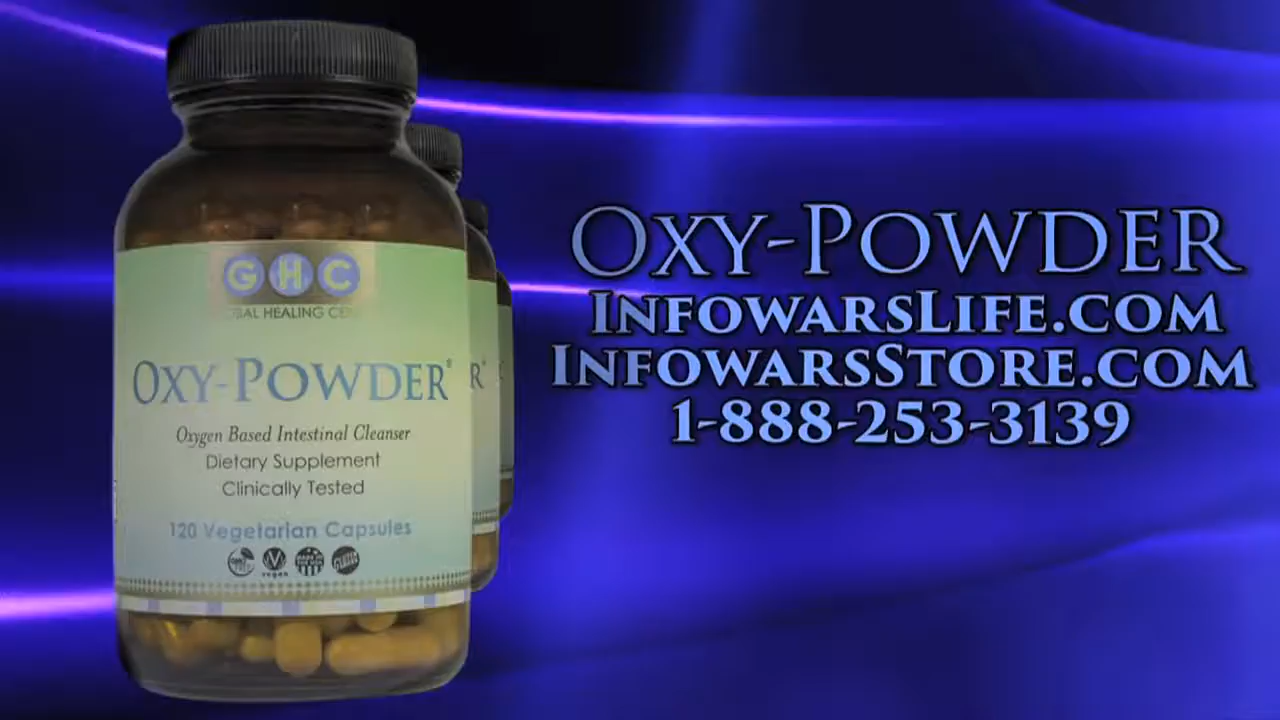 GHC
OXY-POWDER®
Oxygen Based Intestinal Cleanser
Dietary Supplement
Clinically Tested
120 Vegetarian Capsules
vegan
OXY-POWDER
INFOWARSLIFE.COM
INFOWARSSTORE.COM
1-888-253-3139